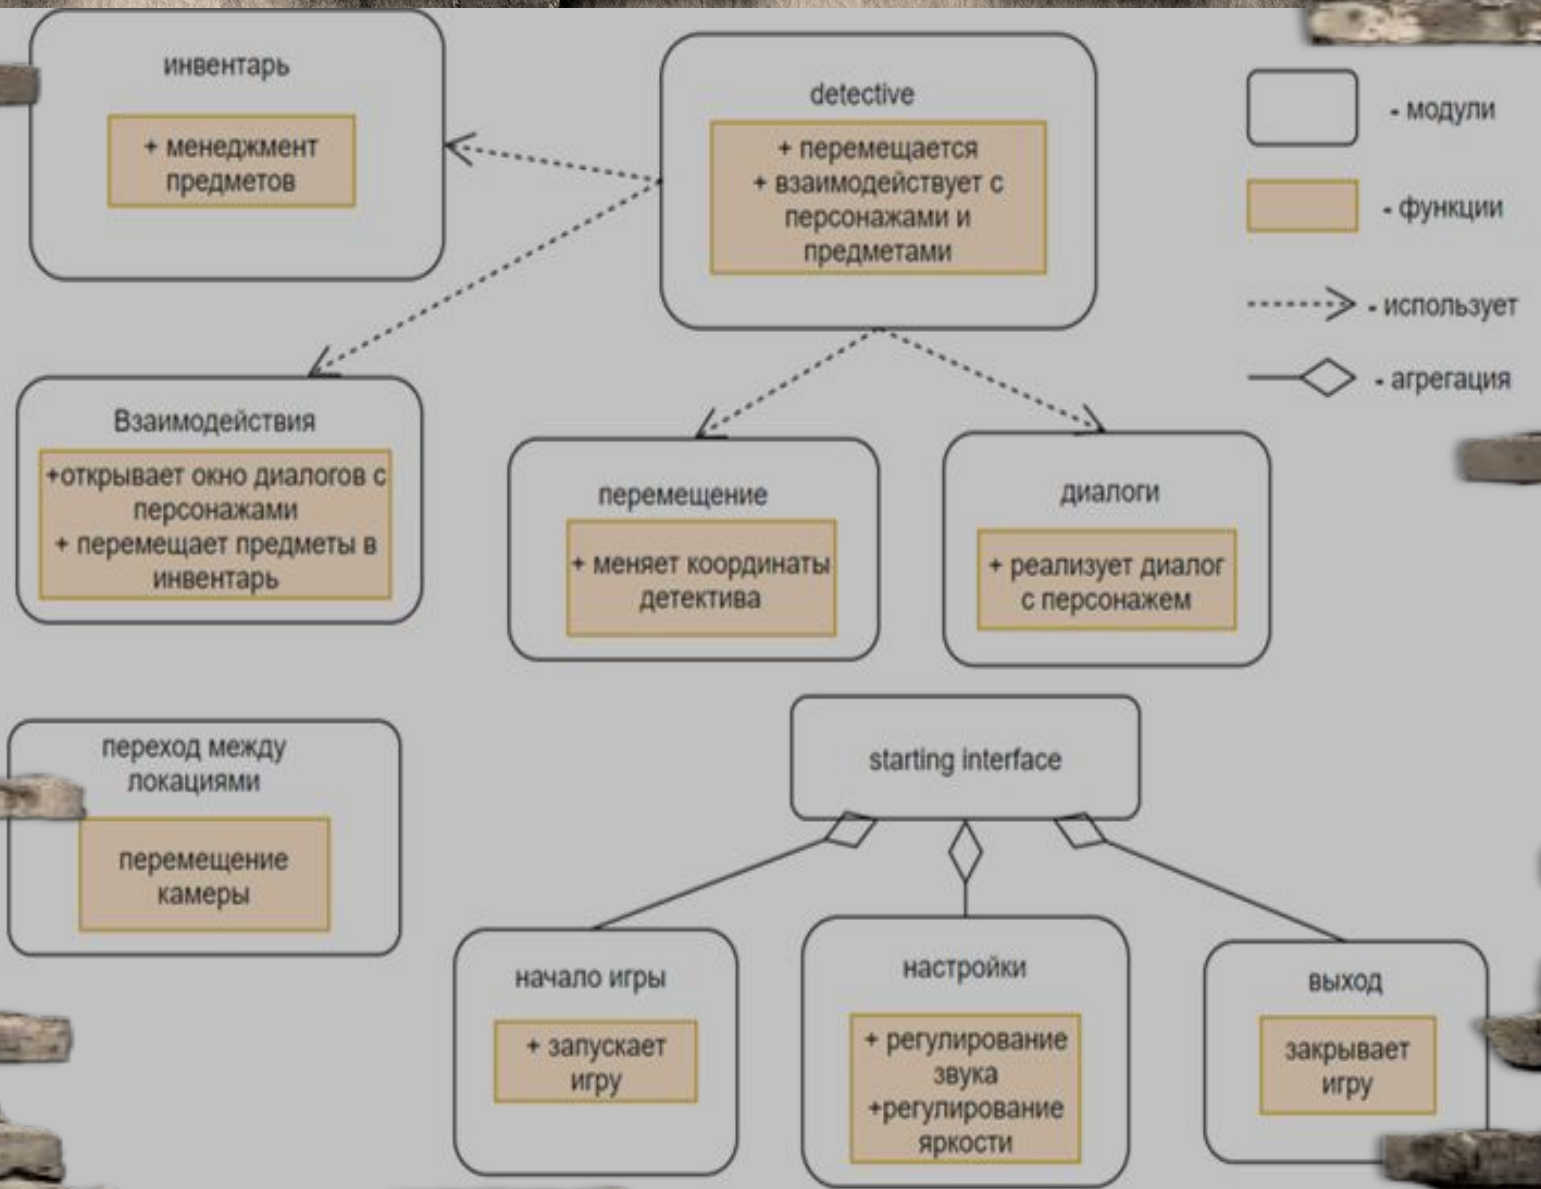 инвентарь
+ менеджмент
предметов
detective
+ перемещается
+ взаимодействует с
персонажами и
предметами
- модули
- функции
- использует
- агрегация
Взаимодействия
+открывает окно диалогов с
персонажами
+ перемещает предметы в
инвентарь
перемещение
+ меняет координаты
детектива
диалоги
+ реализует диалог
с персонажем
переход между
локациями
перемещение
камеры
starting interface
начало игры
+ запускает
игру
настройки
+ регулирование
звука
+регулирование
яркости
выход
закрывает
игру